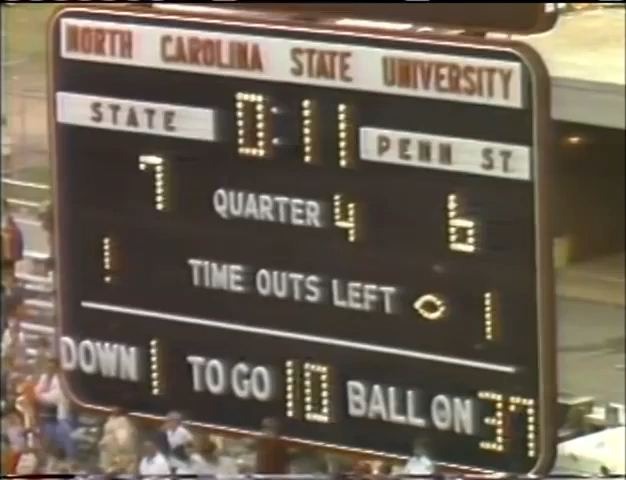 NORTH CAROLINA STATE UNIVERSITY
STATE 0:11 PENN ST.
7 QUARTER 4 6
1 TIME OUTS LEFT 1
DOWN 1 TO GO 10 BALL ON 37